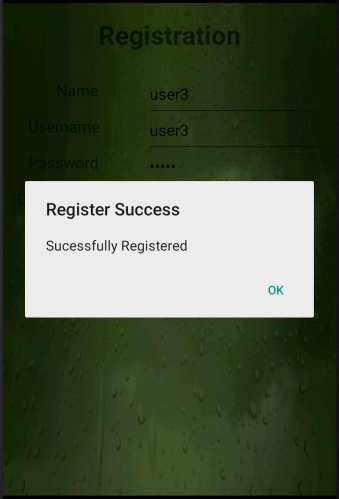 Registration
Name user3
Username user3
Password •••••
Register Success
Sucessfully Registered
OK